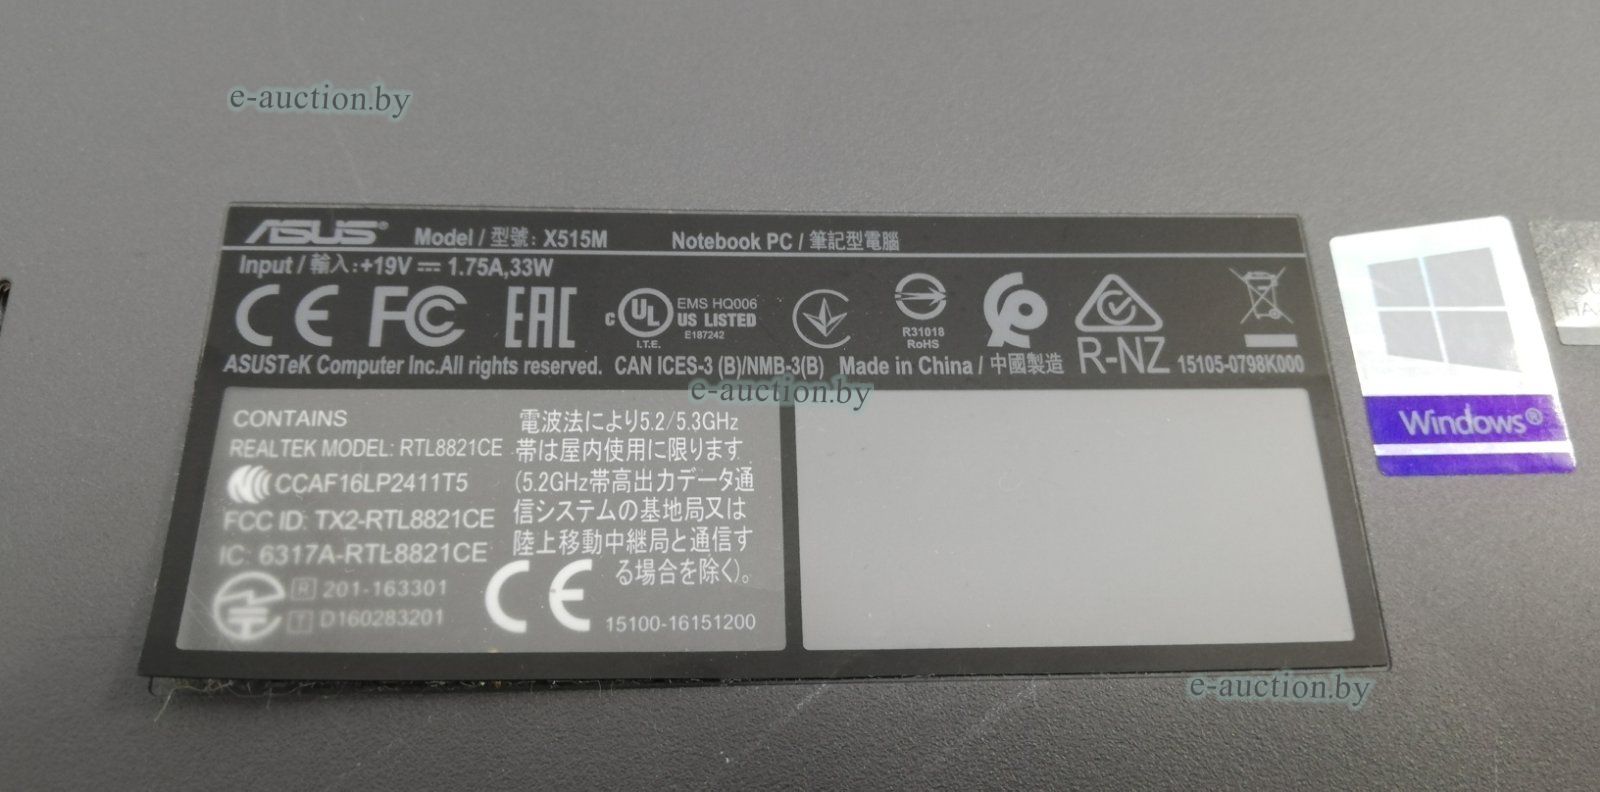 e-auction.by
ASUS® Model / 型號: X515M Notebook PC / 筆記型電腦
Input / 輸入:+19V⎓ 1.75A,33W
CE FC EAC c UL US LISTED EMS HQ006
I.T.E. E187242
R31018
RoHS
R-NZ
ASUSTeK Computer Inc.All rights reserved. CAN ICES-3 (B)/NMB-3(B) Made in China / 中國製造 15105-0798K000
e-auction.by
CONTAINS
REALTEK MODEL: RTL8821CE
CCAF16LP2411T5
FCC ID: TX2-RTL8821CE
IC: 6317A-RTL8821CE
R 201-163301
T D160283201
電波法により5.2/5.3GHz
帯は屋内使用に限ります
(5.2GHz帯高出力データ通
信システムの基地局又は
陸上移動中継局と通信す
る場合を除く)。
CE 15100-16151200
Windows®
e-auction.by